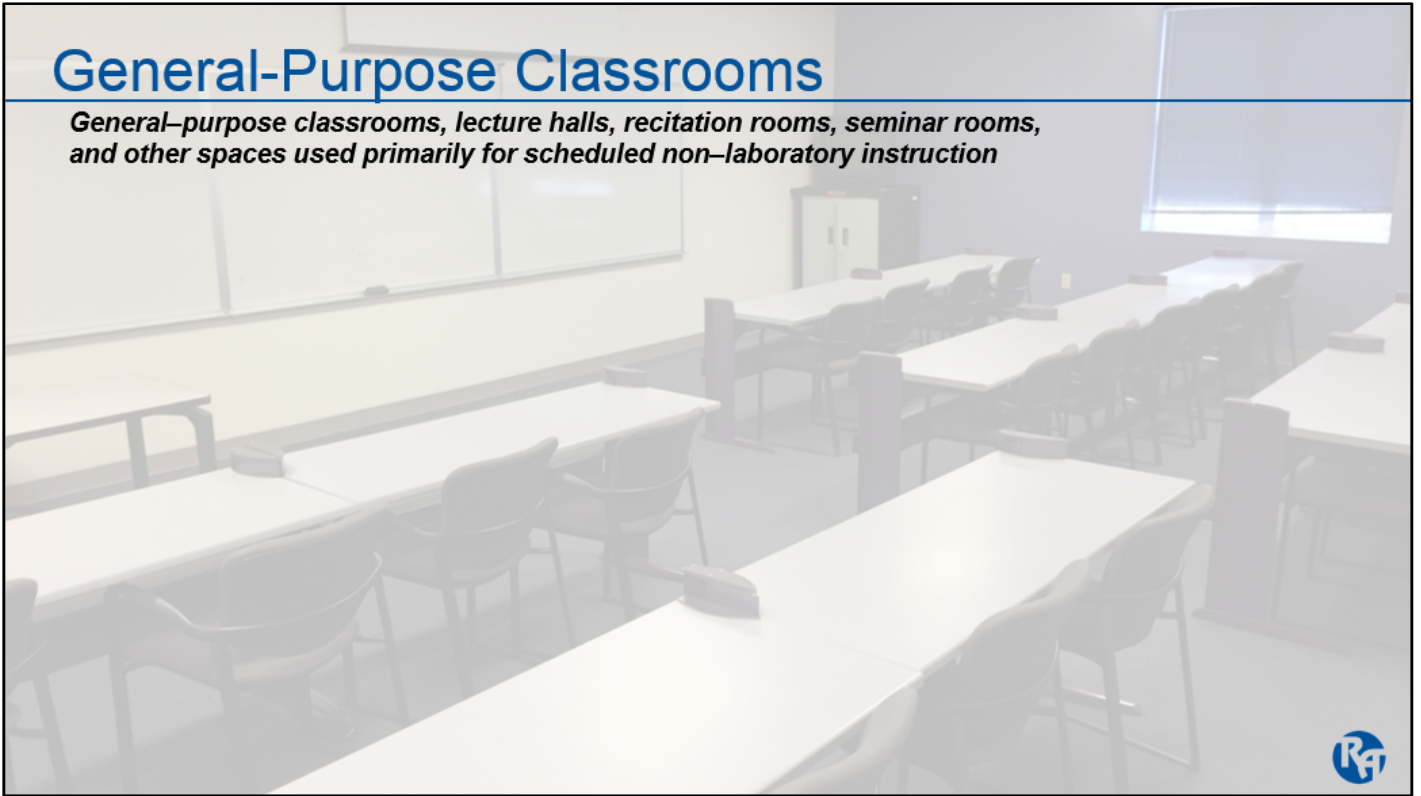 General-Purpose Classrooms
General–purpose classrooms, lecture halls, recitation rooms, seminar rooms,
and other spaces used primarily for scheduled non–laboratory instruction
RA